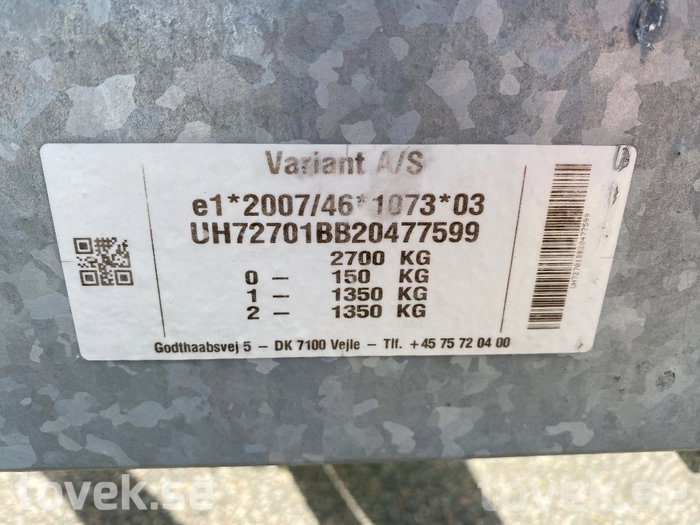 Variant A/S
e1*2007/46*1073*03
UH72701BB20477599
2700 KG
0 – 150 KG
1 – 1350 KG
2 – 1350 KG
Godthaabsvej 5 – DK 7100 Vejle – Tlf. +45 75 72 04 00
UH72701BB20477599
tovek.se
tovek.se